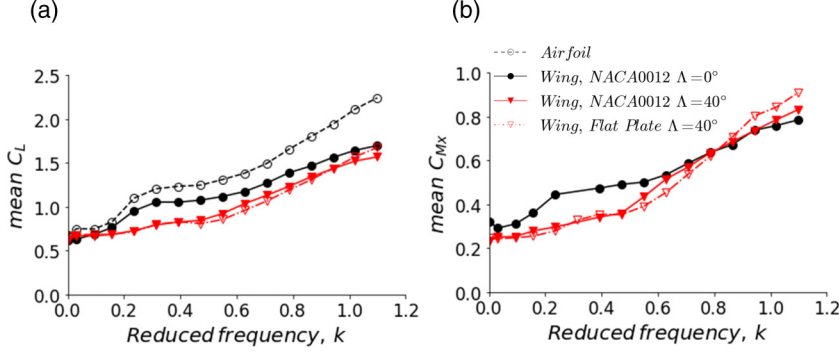 (a)
(b)
Airfoil
Wing, NACA0012 Λ=0°
Wing, NACA0012 Λ=40°
Wing, Flat Plate Λ=40°
2.5
2.0
1.5
1.0
0.5
0.0
mean C_L
0.0 0.2 0.4 0.6 0.8 1.0 1.2
Reduced frequency, k
1.0
0.8
0.6
0.4
0.2
0.0
mean C_{Mx}
0.0 0.2 0.4 0.6 0.8 1.0 1.2
Reduced frequency, k